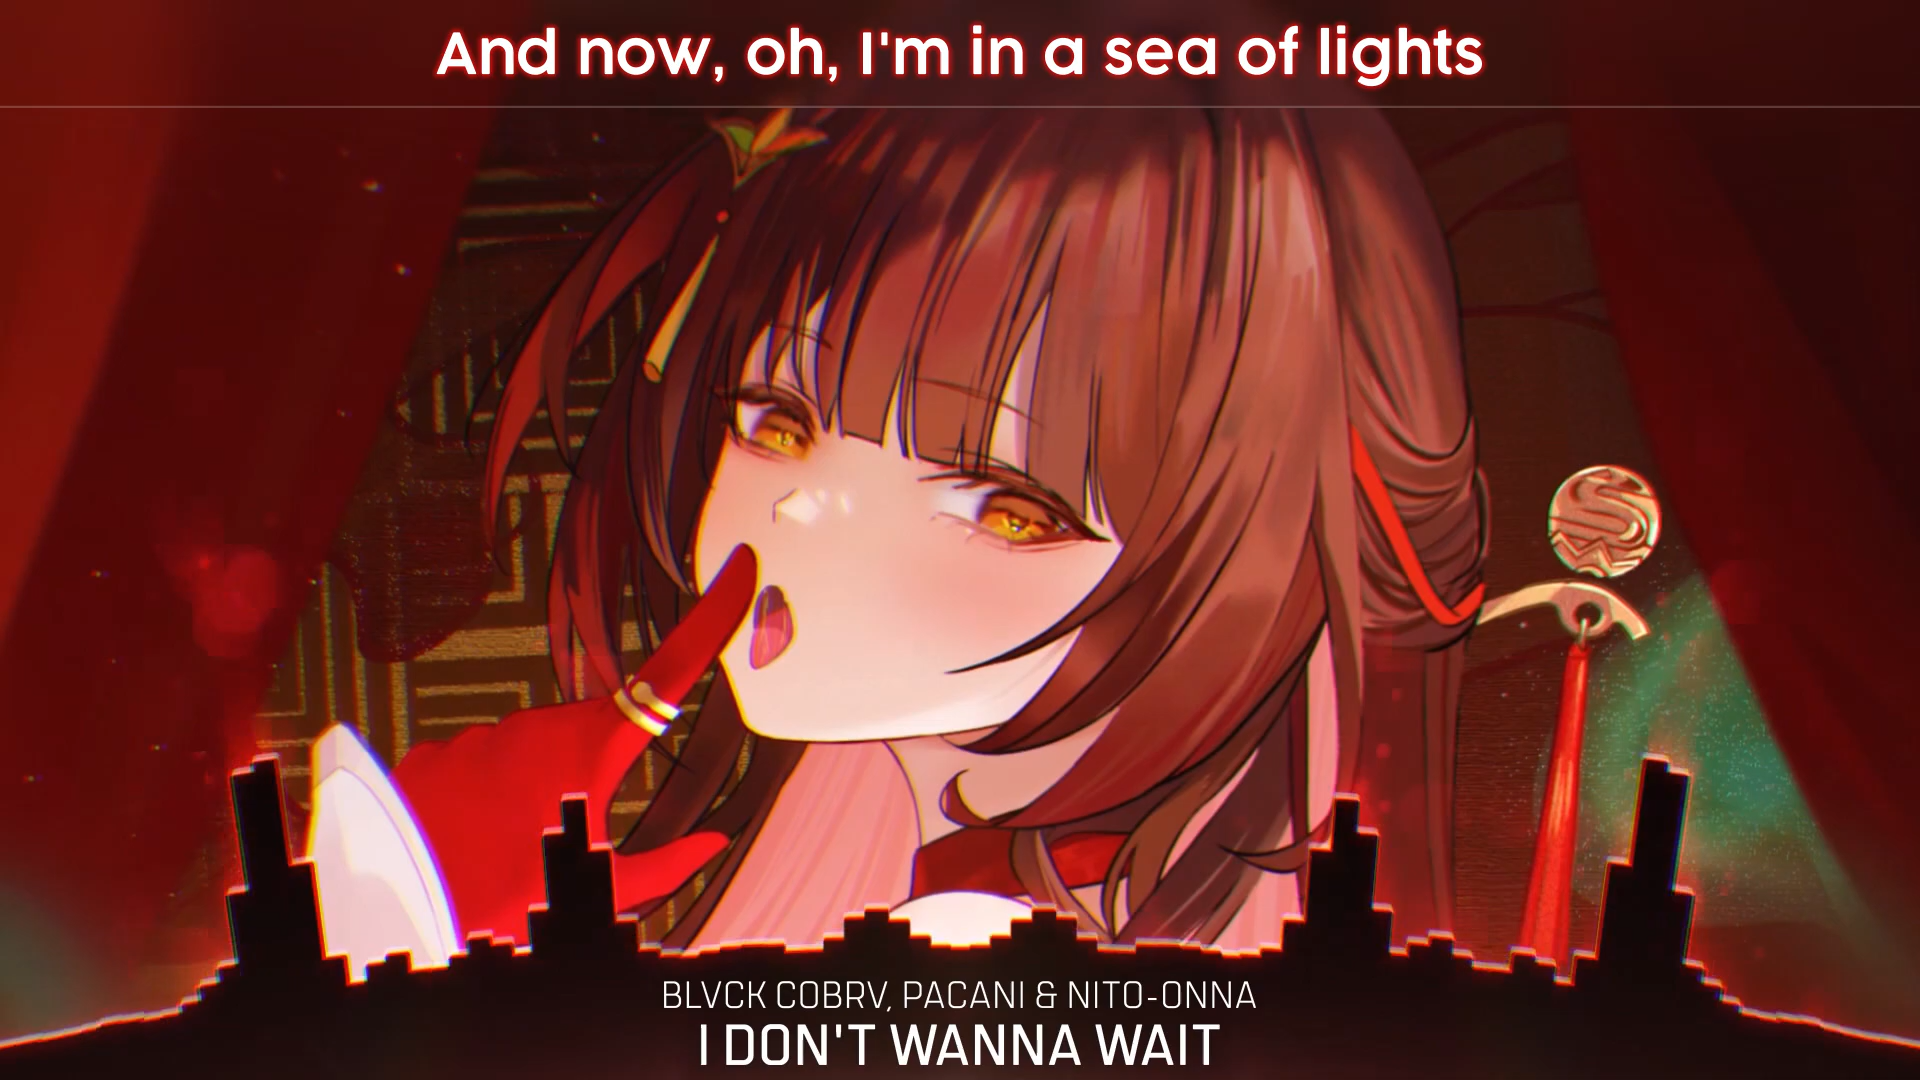 And now, oh, I'm in a sea of lights
BLVCK COBRV, PACANI & NITO-ONNA
I DON'T WANNA WAIT